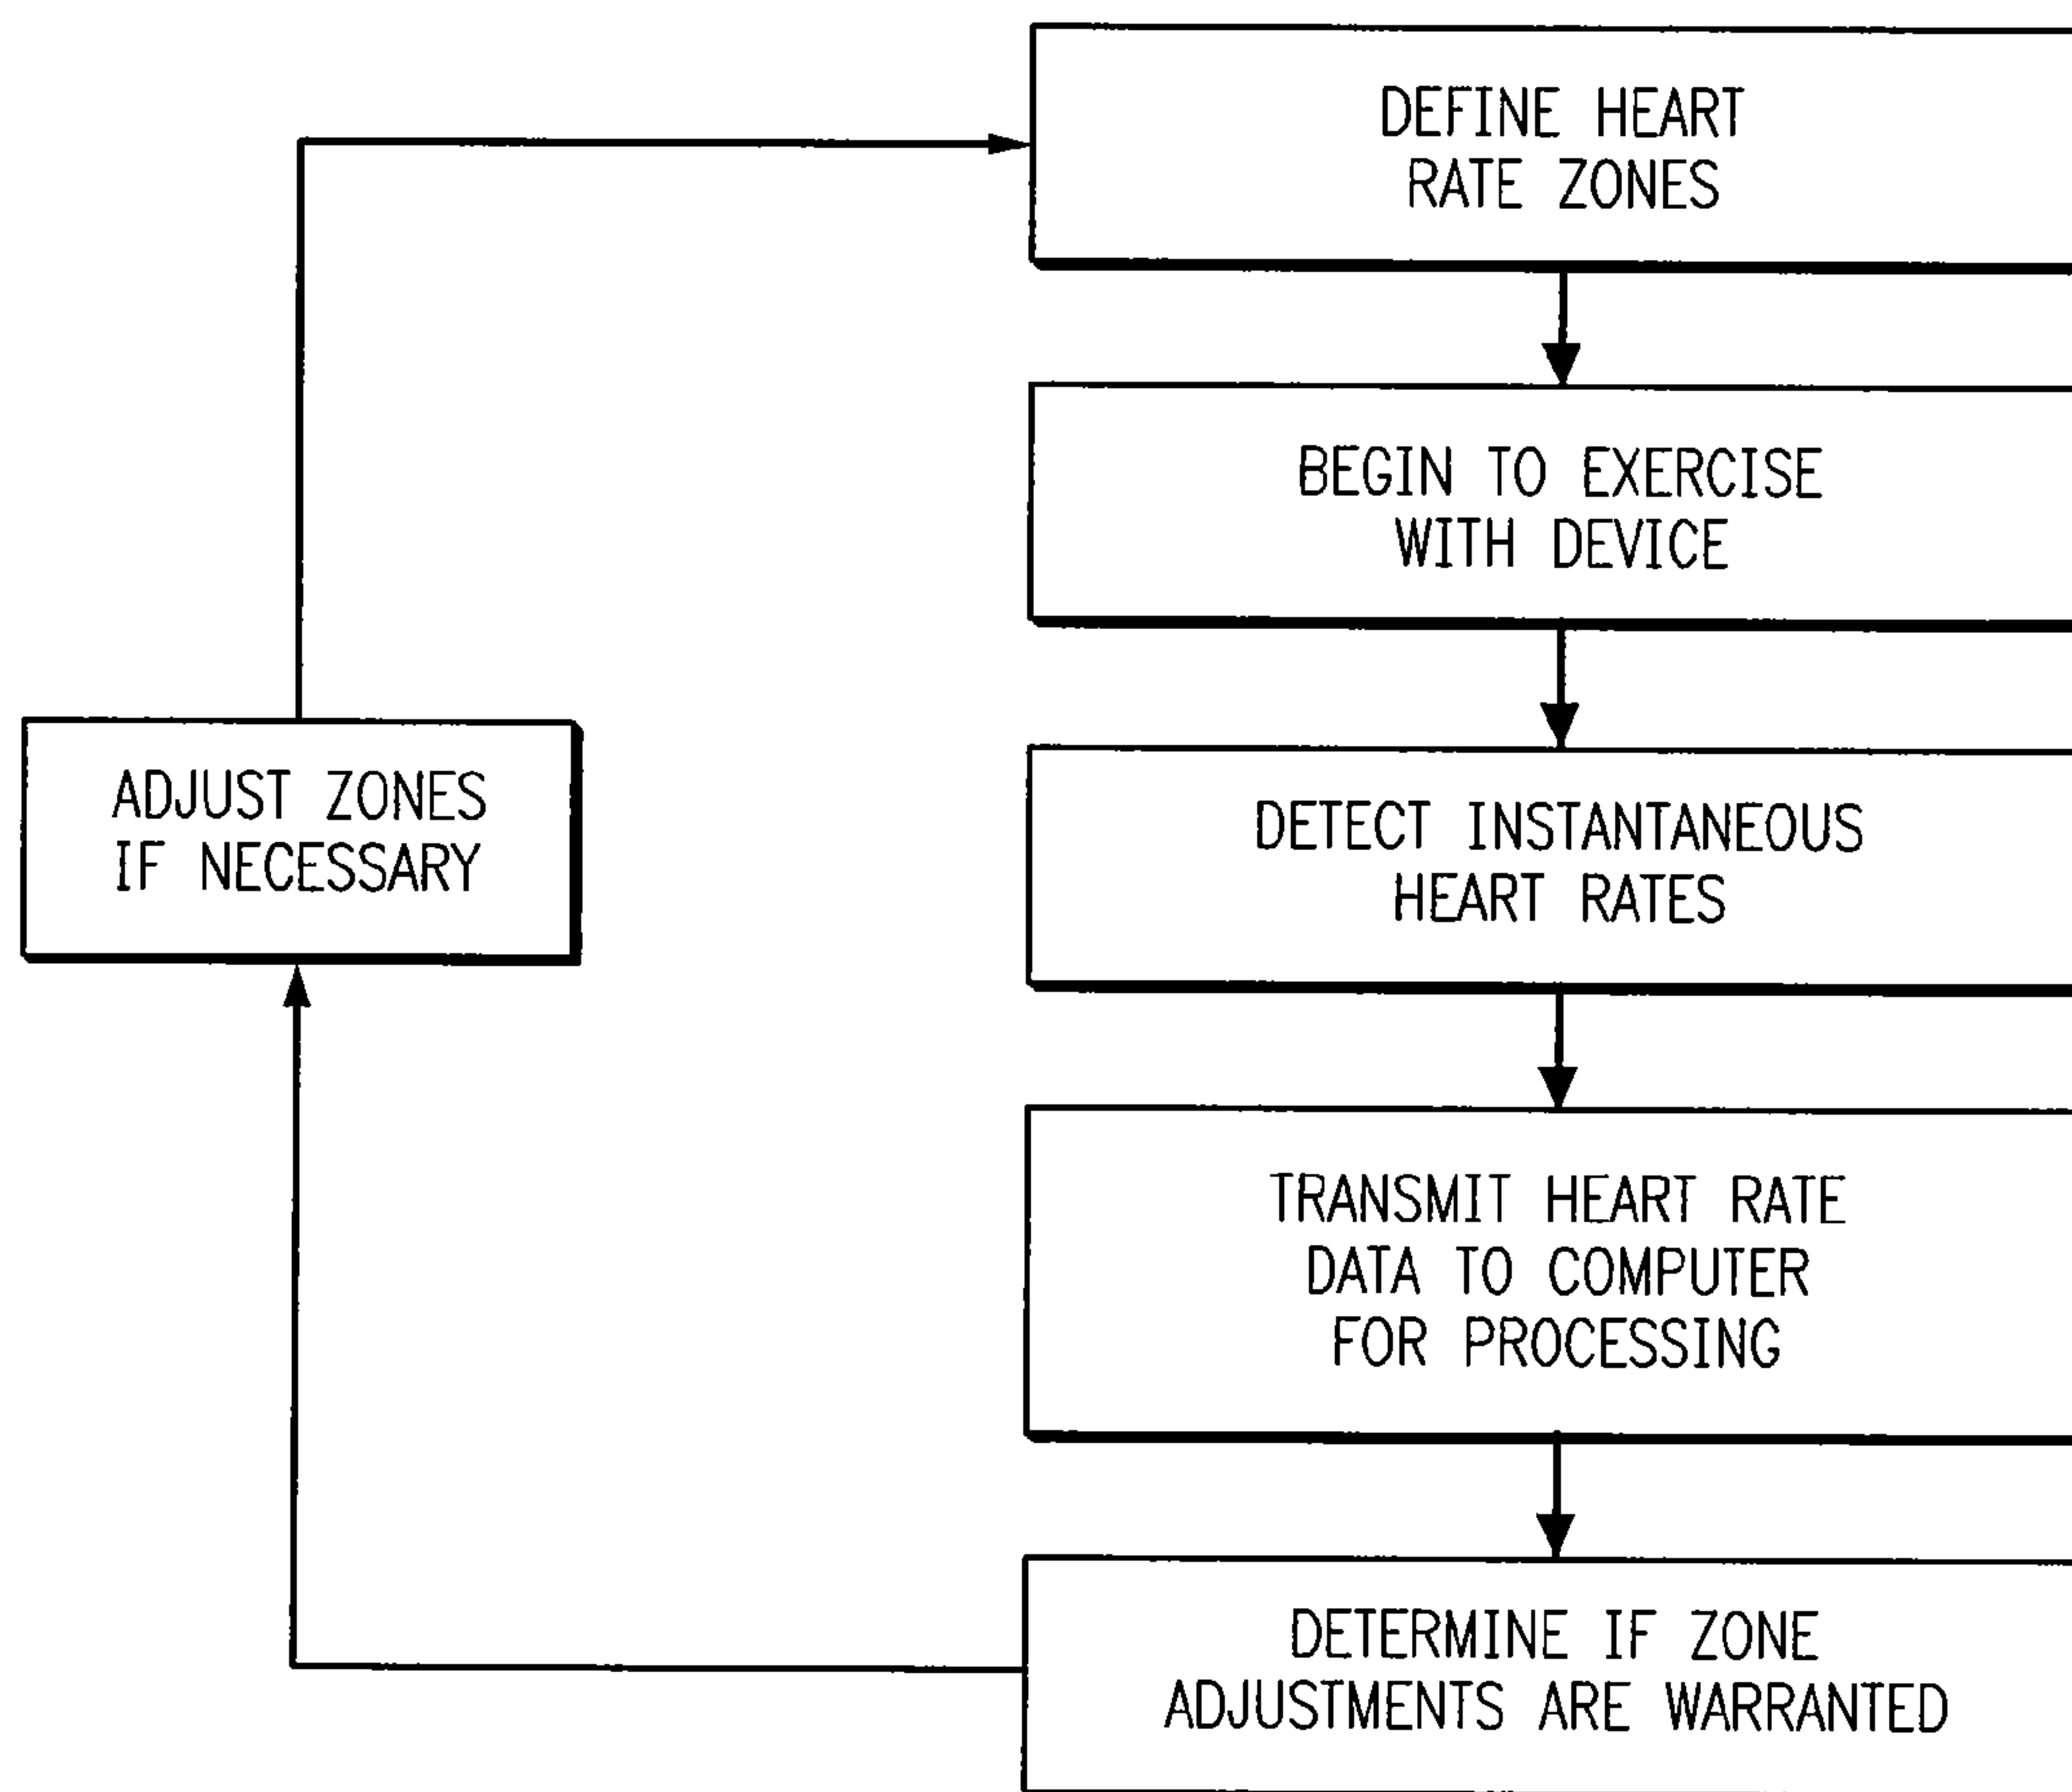 DEFINE HEART
RATE ZONES
BEGIN TO EXERCISE
WITH DEVICE
DETECT INSTANTANEOUS
HEART RATES
TRANSMIT HEART RATE
DATA TO COMPUTER
FOR PROCESSING
DETERMINE IF ZONE
ADJUSTMENTS ARE WARRANTED
ADJUST ZONES
IF NECESSARY